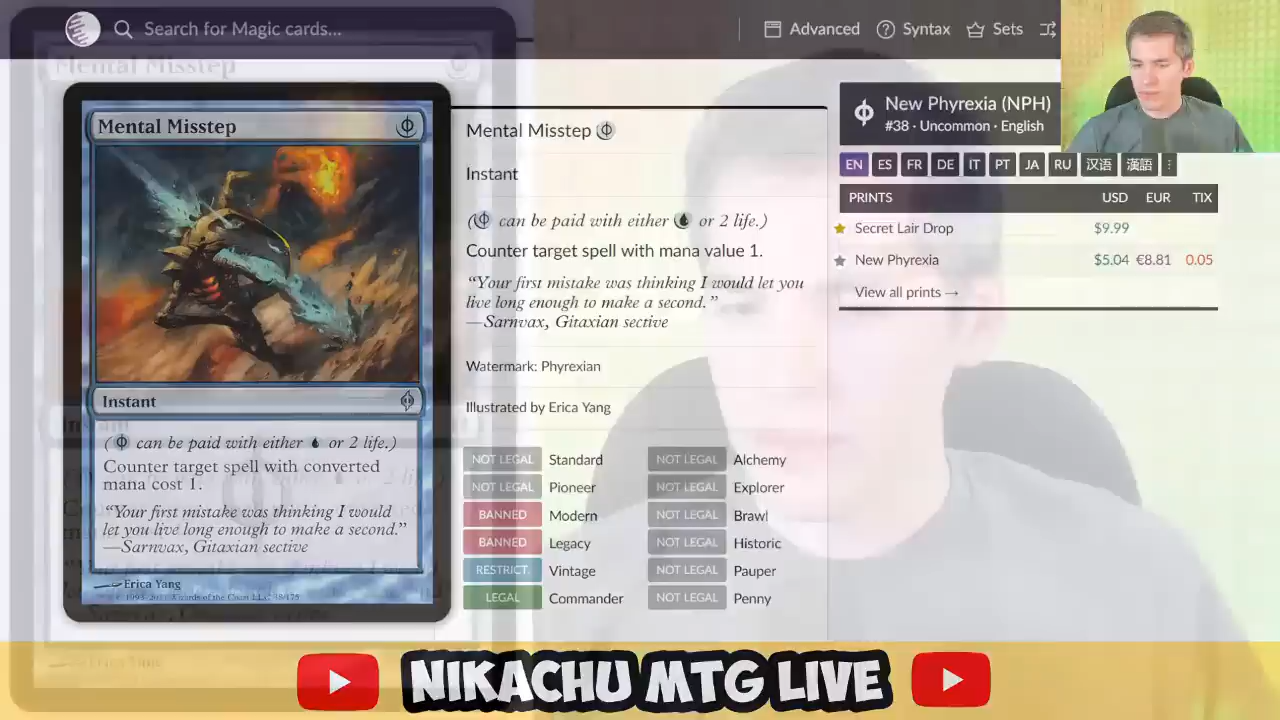 Search for Magic cards...
Advanced
Syntax
Sets
Mental Misstep
Mental Misstep
Instant
(Φ can be paid with either 💧 or 2 life.)
Counter target spell with converted
mana cost 1.
“Your first mistake was thinking I would
let you live long enough to make a second.”
—Sarnvax, Gitaxian sective
Erica Yang
Mental Misstep
Instant
(Φ can be paid with either 💧 or 2 life.)
Counter target spell with mana value 1.
“Your first mistake was thinking I would let you
live long enough to make a second.”
—Sarnvax, Gitaxian sective
Watermark: Phyrexian
Illustrated by Erica Yang
NOT LEGAL Standard NOT LEGAL Alchemy
NOT LEGAL Pioneer NOT LEGAL Explorer
BANNED Modern NOT LEGAL Brawl
BANNED Legacy NOT LEGAL Historic
RESTRICT. Vintage NOT LEGAL Pauper
LEGAL Commander NOT LEGAL Penny
New Phyrexia (NPH)
#38 · Uncommon · English
EN ES FR DE IT PT JA RU 汉语 漢語
PRINTS USD EUR TIX
Secret Lair Drop $9.99
New Phyrexia $5.04 €8.81 0.05
View all prints →
NIKACHU MTG LIVE